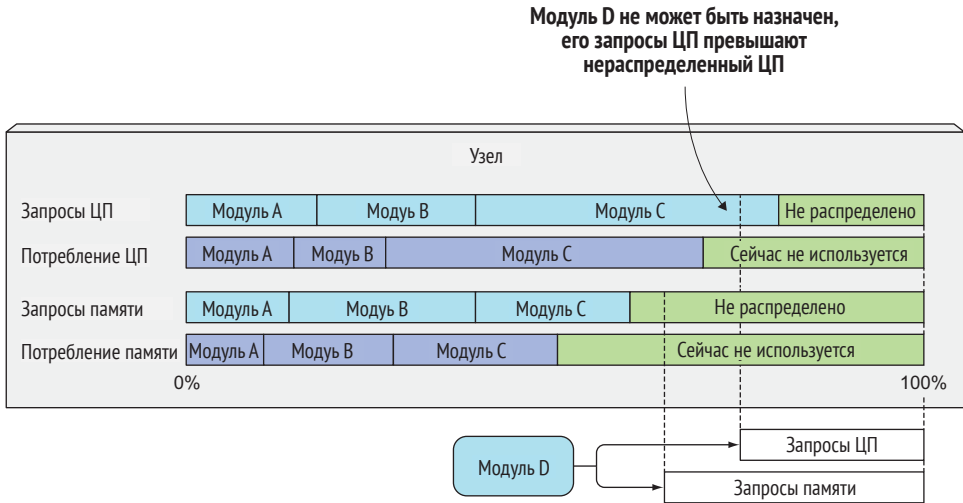 Модуль D не может быть назначен,
его запросы ЦП превышают
нераспределенный ЦП
Узел
Запросы ЦП Модуль A Модуь B Модуль C Не распределено
Потребление ЦП Модуль A Модуь B Модуль C Сейчас не используется
Запросы памяти Модуль A Модуь B Модуль C Не распределено
Потребление памяти Модуль A Модуь B Модуль C Сейчас не используется
0% 100%
Модуль D
Запросы ЦП
Запросы памяти